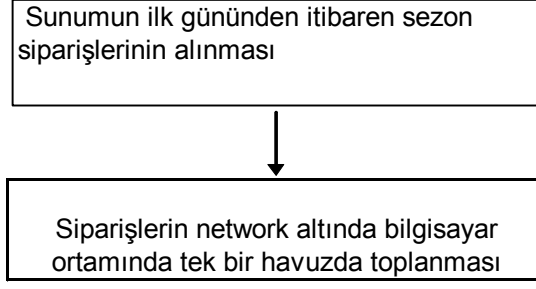 Sunumun ilk gününden itibaren sezon
siparişlerinin alınması
Siparişlerin network altında bilgisayar
ortamında tek bir havuzda toplanması